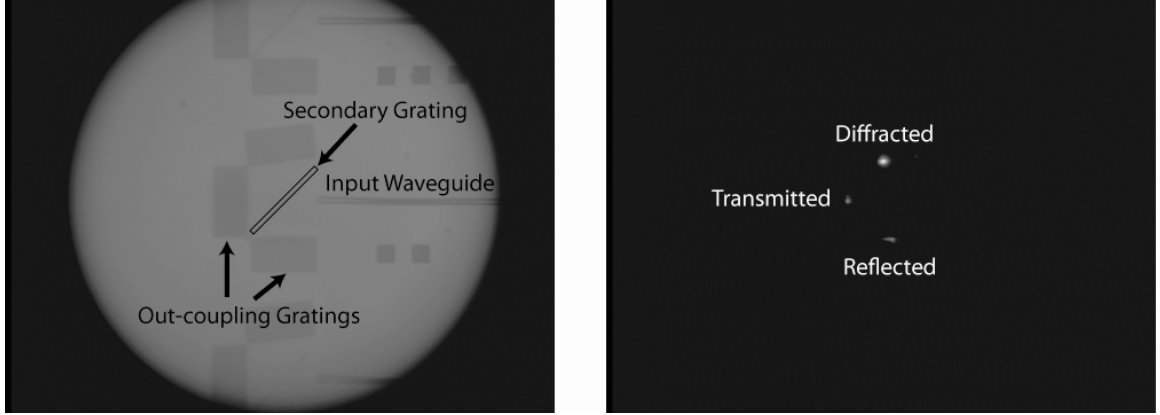 Secondary Grating
Input Waveguide
Out-coupling Gratings
Diffracted
Transmitted
Reflected